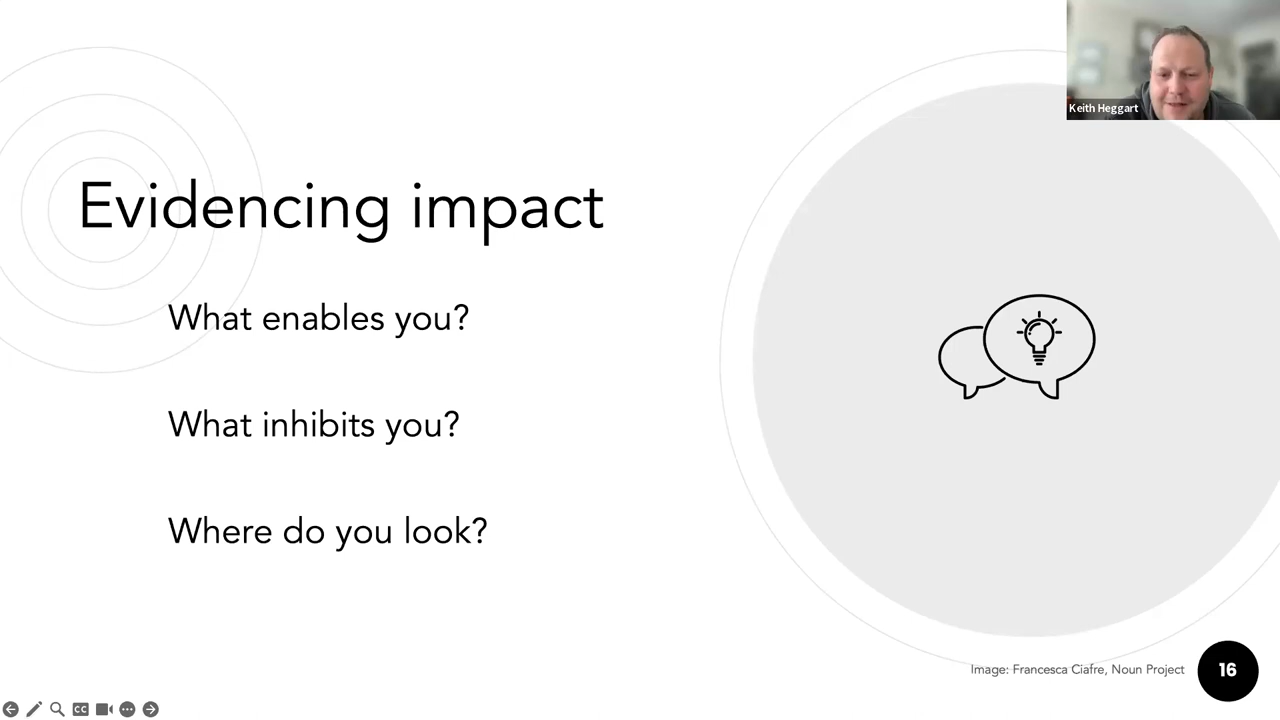 Keith Heggart
Evidencing impact
What enables you?
What inhibits you?
Where do you look?
Image: Francesca Ciafre, Noun Project
16
CC